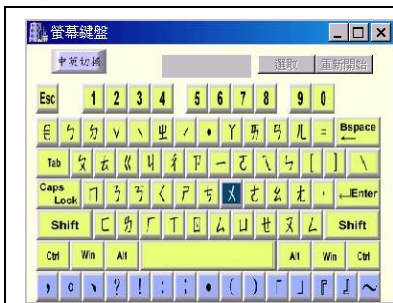 螢幕鍵盤
中英切換
選取 重新開始
Esc 1 2 3 4 5 6 7 8 9 0
ㄅ ㄉ ˇ ˋ ㄓ ˊ ˙ ㄚ ㄞ ㄢ ㄦ = Bspace
Tab ㄆ ㄊ ㄍ ㄐ ㄔ ㄗ ㄧ ㄛ ㄟ ㄣ [ ] \
Caps Lock ㄇ ㄋ ㄎ ㄑ ㄕ ㄘ ㄨ ㄜ ㄠ ㄤ ' Enter
Shift ㄈ ㄌ ㄏ ㄒ ㄖ ㄙ ㄩ ㄝ ㄡ ㄥ Shift
Ctrl Win Alt Alt Win Ctrl
， 。 、 ？ ！ ： ； ● （ ） 「 」 『 』 ～